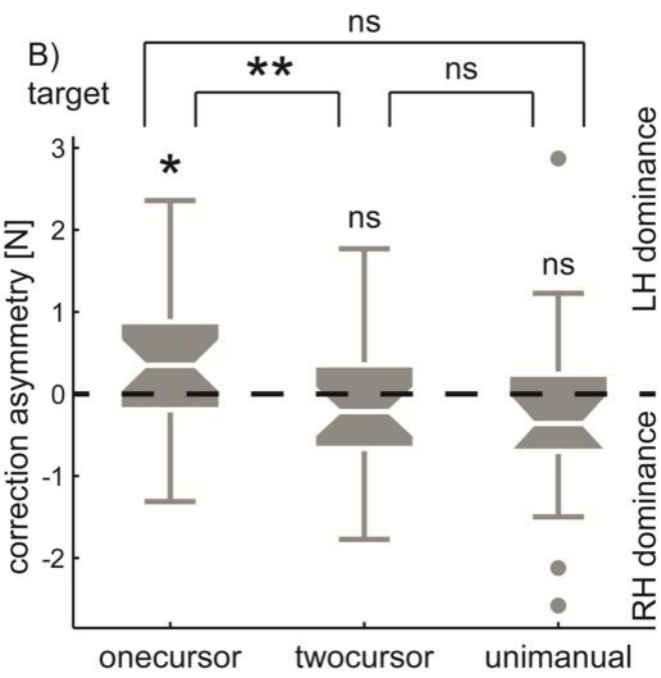 ns
B)
target
**
ns
3
*
2
ns
ns
1
0
-1
-2
correction asymmetry [N]
LH dominance
RH dominance
onecursor
twocursor
unimanual